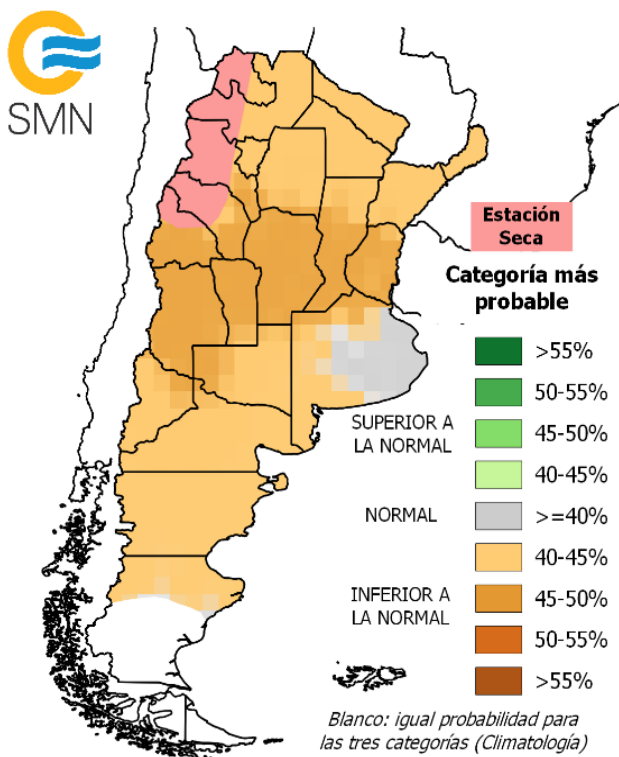 SMN
Estación
Seca
Categoría más
probable
>55%
50-55%
45-50%
SUPERIOR A
LA NORMAL
40-45%
NORMAL
>=40%
40-45%
45-50%
INFERIOR A
LA NORMAL
50-55%
>55%
Blanco: igual probabilidad para
las tres categorías (Climatología)